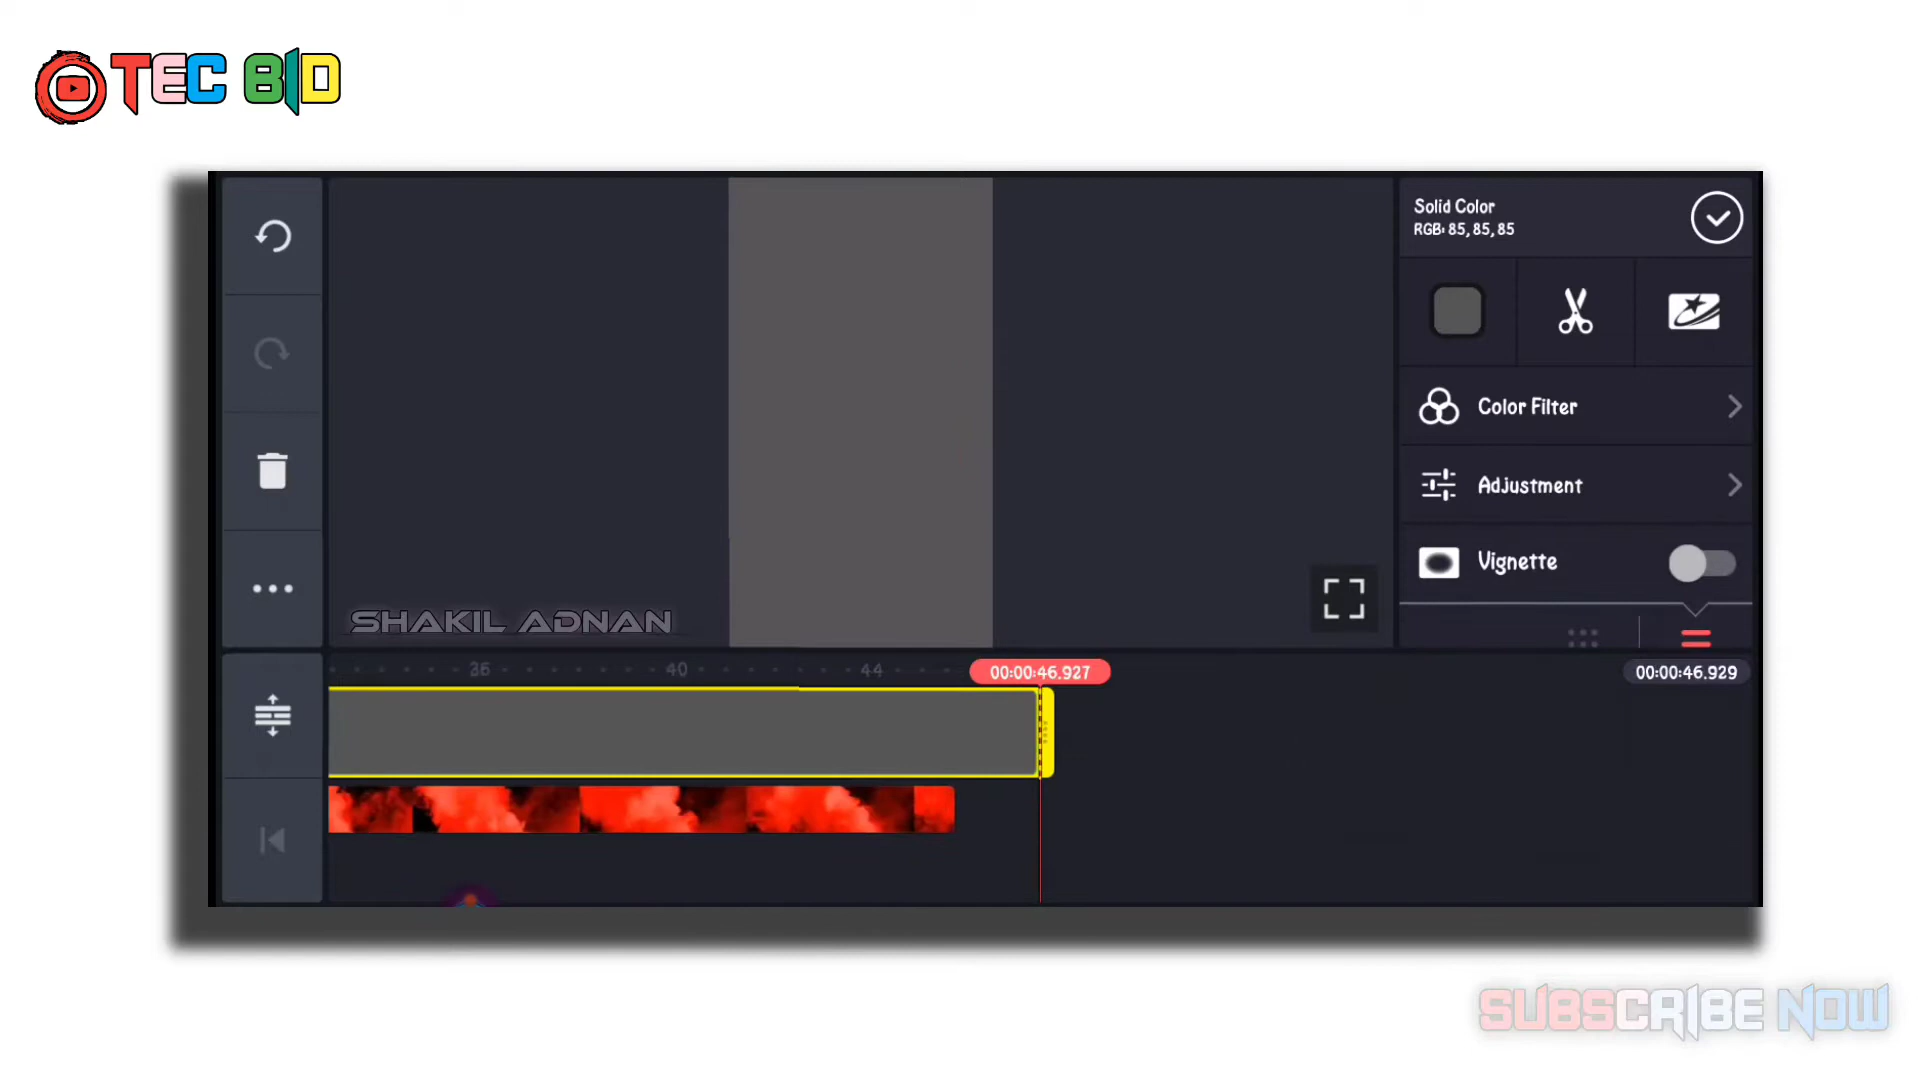 TEC BID
Solid Color
RGB: 85, 85, 85
Color Filter
Adjustment
Vignette
SHAKIL ADNAN
36 40 44 00:00:46.927 00:00:46.929
SUBSCRIBE NOW